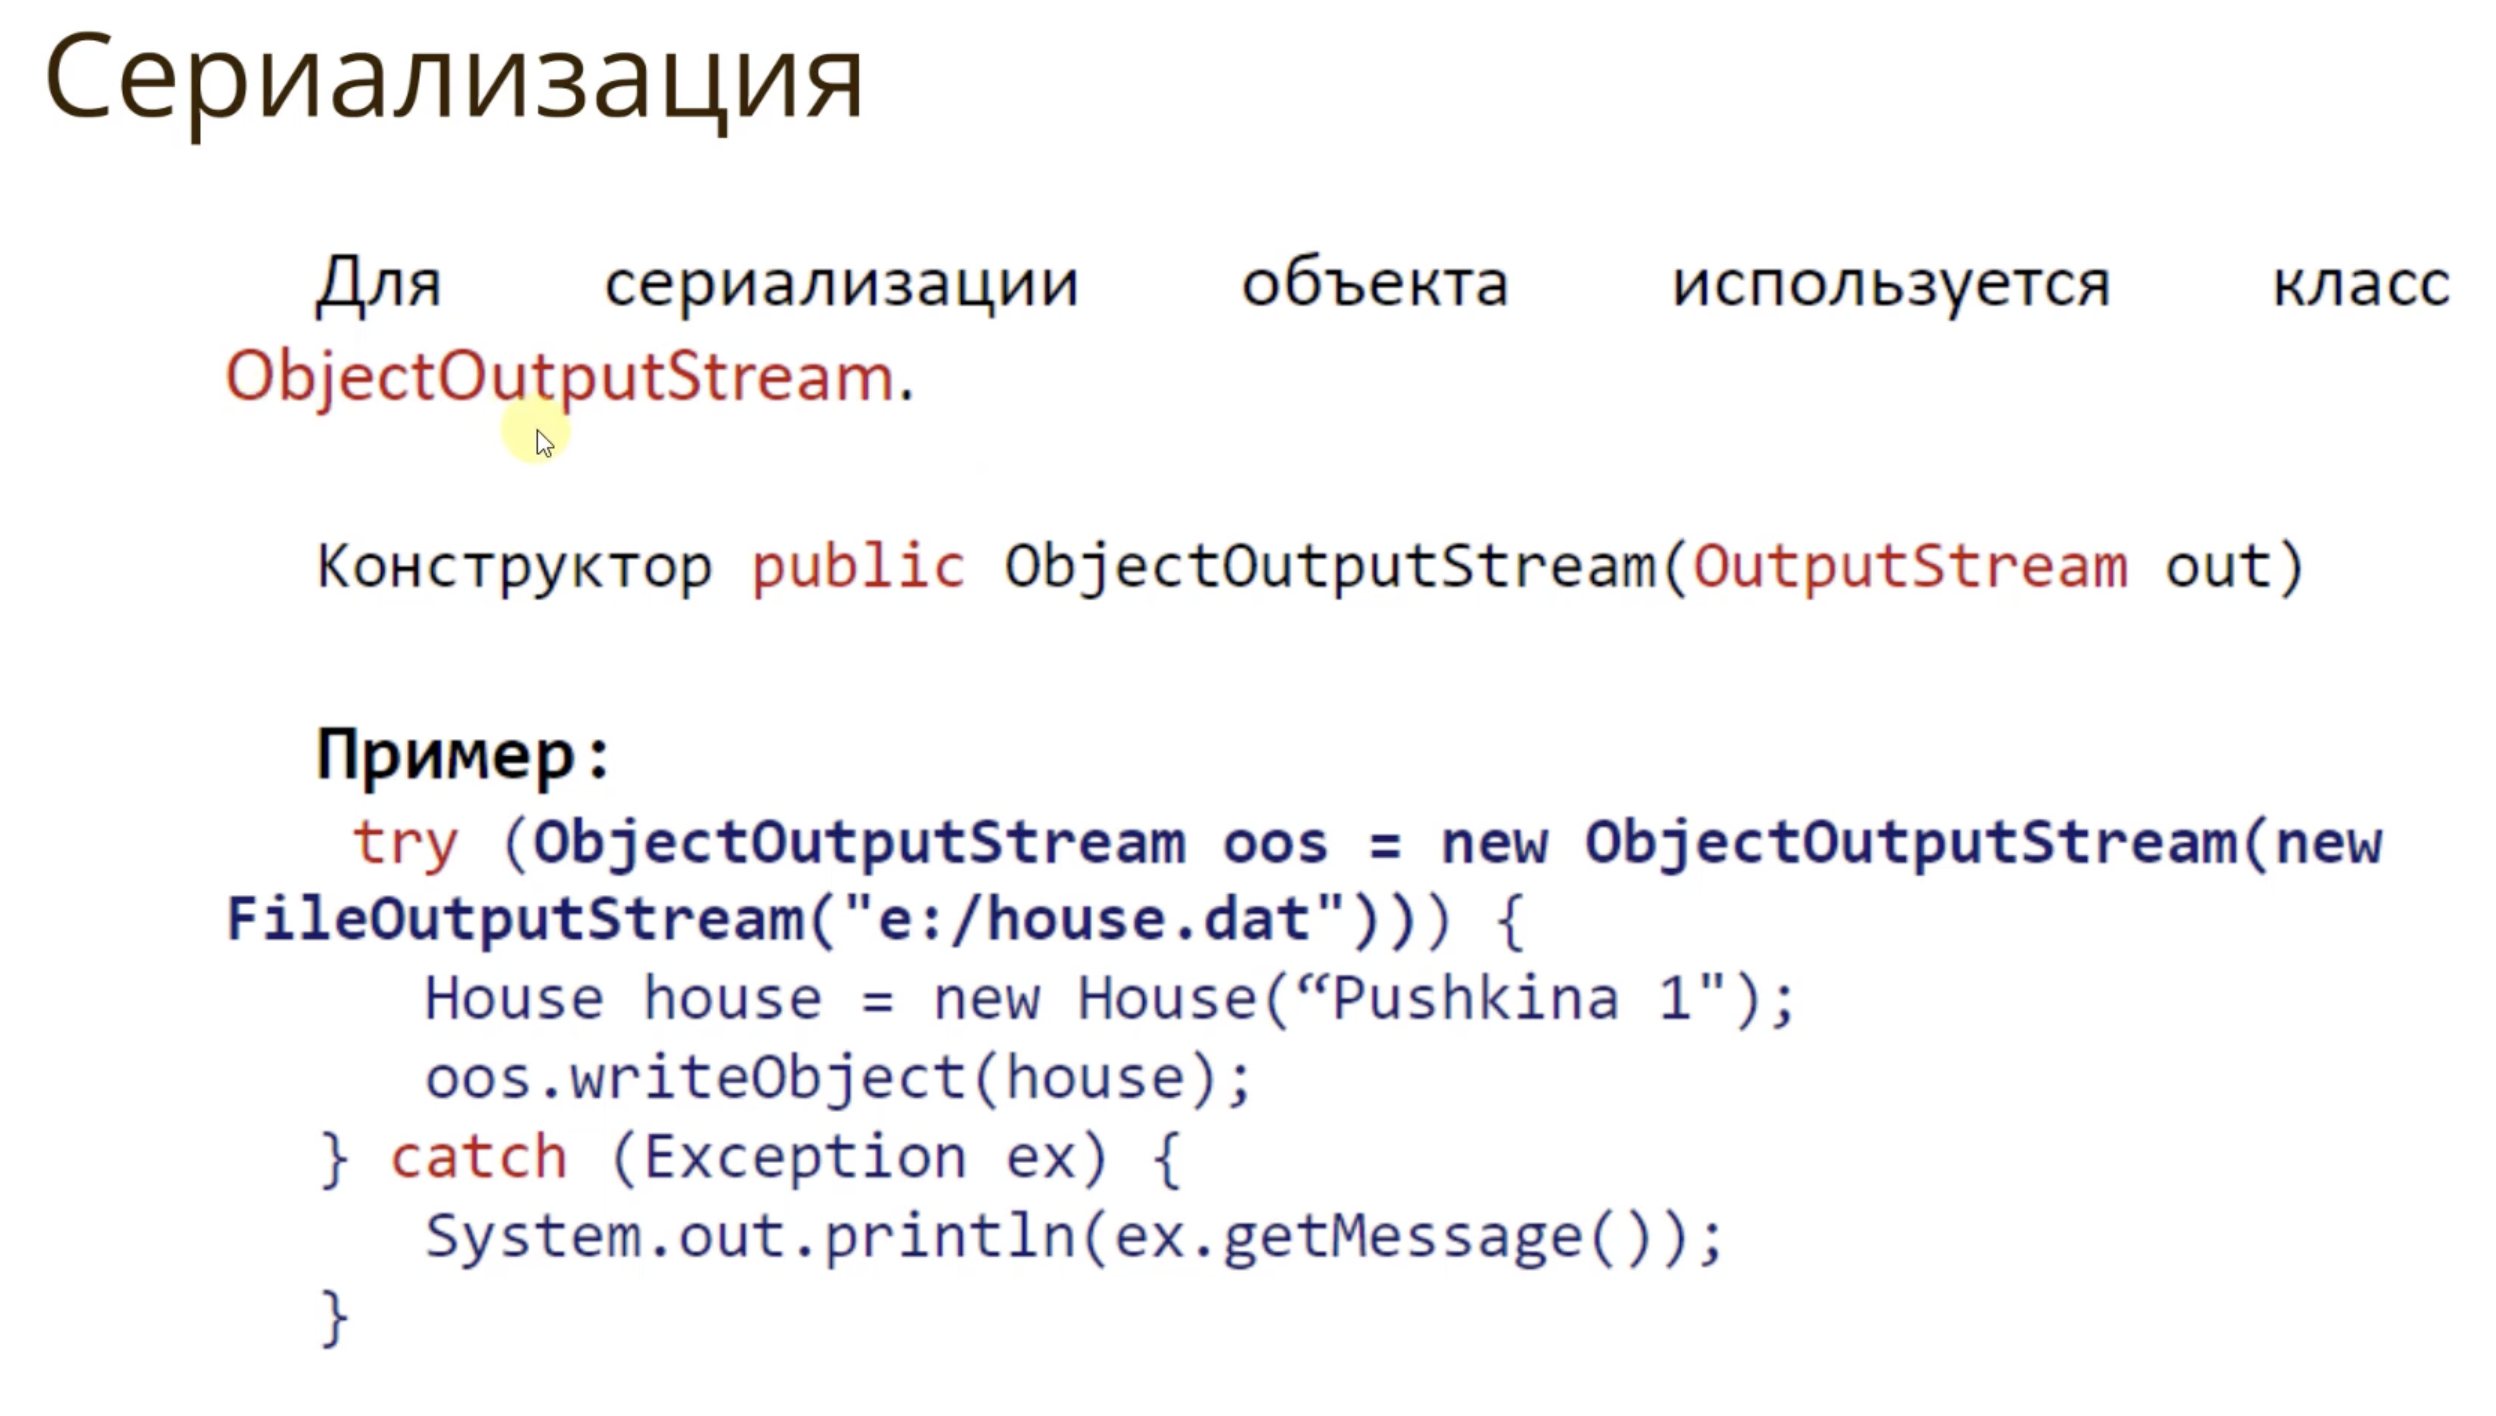 Сериализация
Для сериализации объекта используется класс
ObjectOutputStream.
Конструктор public ObjectOutputStream(OutputStream out)
Пример:
try (ObjectOutputStream oos = new ObjectOutputStream(new
FileOutputStream("e:/house.dat"))) {
House house = new House(“Pushkina 1");
oos.writeObject(house);
} catch (Exception ex) {
System.out.println(ex.getMessage());
}